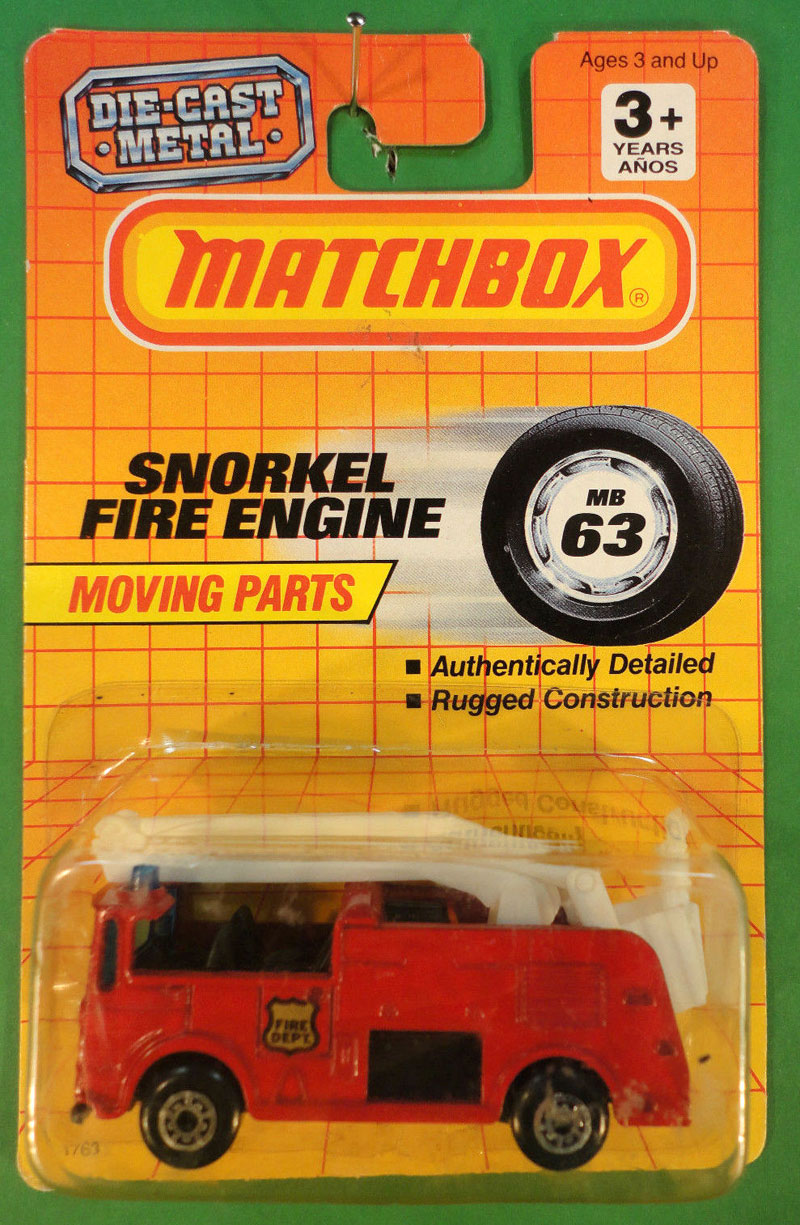 DIE-CAST
METAL
Ages 3 and Up
3+
YEARS
AÑOS
MATCHBOX®
SNORKEL
FIRE ENGINE
MB
63
MOVING PARTS
■ Authentically Detailed
■ Rugged Construction
FIRE
DEPT.